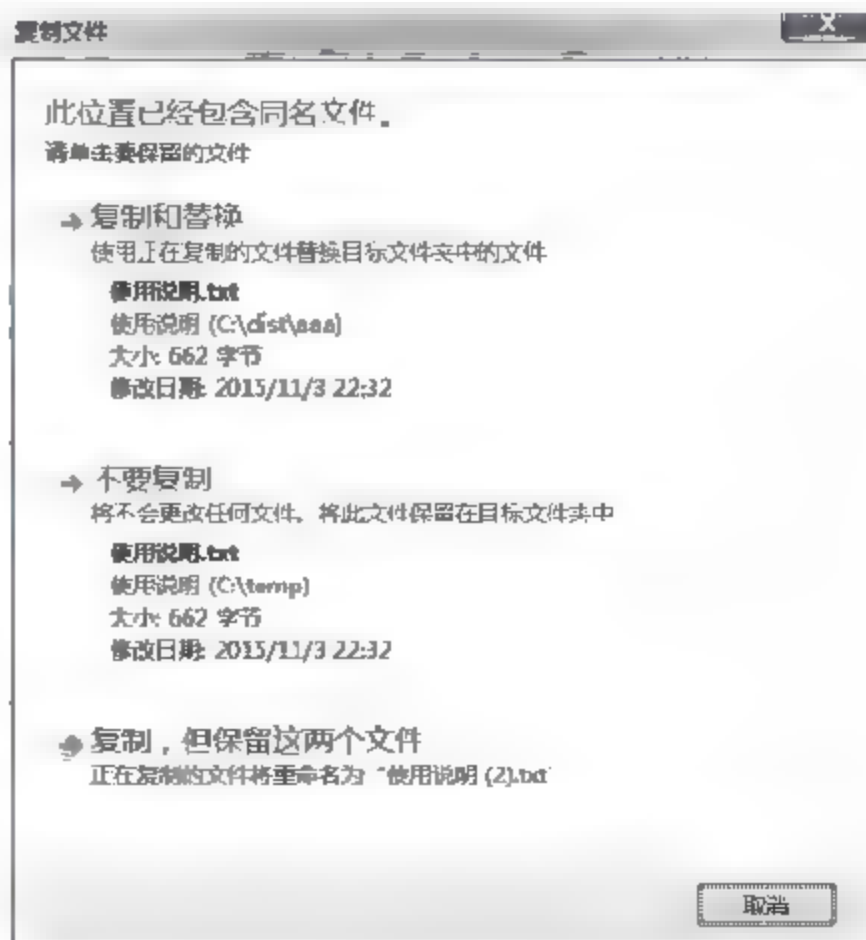 复制文件
此位置已经包含同名文件。
请单击要保留的文件
复制和替换
使用正在复制的文件替换目标文件夹中的文件
使用说明.txt
使用说明 (C:\dist\aaa)
大小: 662 字节
修改日期: 2015/11/3 22:32
不要复制
将不会更改任何文件。将此文件保留在目标文件夹中
使用说明.txt
使用说明 (C:\temp)
大小: 662 字节
修改日期: 2015/11/3 22:32
复制，但保留这两个文件
正在复制的文件将重命名为“使用说明 (2).txt”
取消